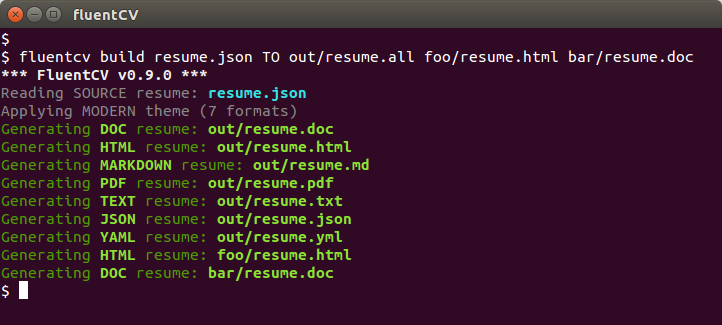 fluentCV
$
$ fluentcv build resume.json TO out/resume.all foo/resume.html bar/resume.doc
*** FluentCV v0.9.0 ***
Reading SOURCE resume: resume.json
Applying MODERN theme (7 formats)
Generating DOC resume: out/resume.doc
Generating HTML resume: out/resume.html
Generating MARKDOWN resume: out/resume.md
Generating PDF resume: out/resume.pdf
Generating TEXT resume: out/resume.txt
Generating JSON resume: out/resume.json
Generating YAML resume: out/resume.yml
Generating HTML resume: foo/resume.html
Generating DOC resume: bar/resume.doc
$